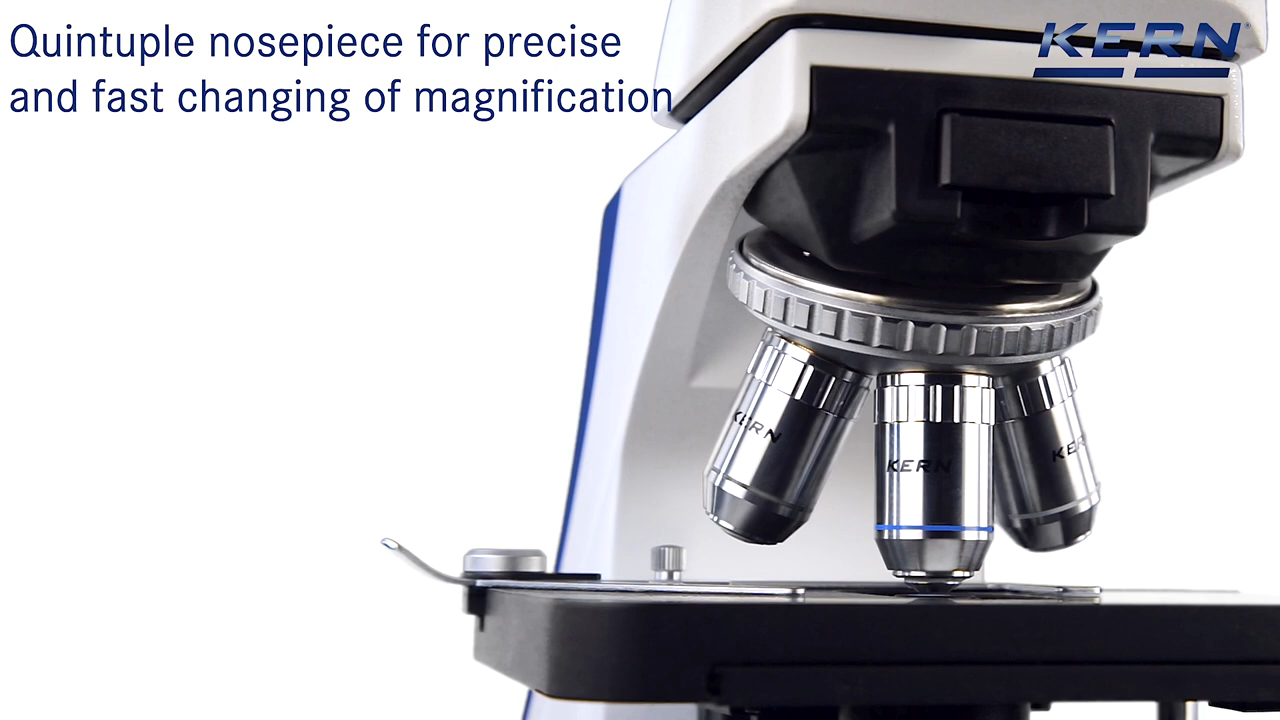 Quintuple nosepiece for precise
and fast changing of magnification
KERN
KERN
KERN
KERN